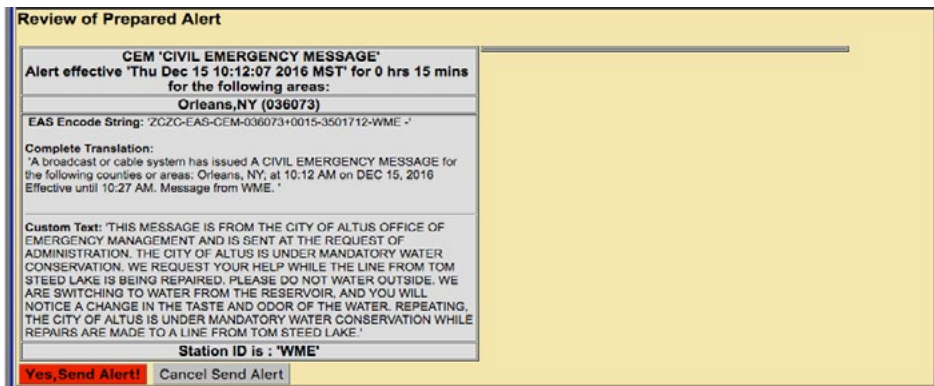 Review of Prepared Alert
CEM 'CIVIL EMERGENCY MESSAGE'
Alert effective 'Thu Dec 15 10:12:07 2016 MST' for 0 hrs 15 mins
for the following areas:
Orleans,NY (036073)
EAS Encode String: 'ZCZC-EAS-CEM-036073+0015-3501712-WME -'
Complete Translation:
'A broadcast or cable system has issued A CIVIL EMERGENCY MESSAGE for
the following counties or areas: Orleans, NY; at 10:12 AM on DEC 15, 2016
Effective until 10:27 AM. Message from WME. '
Custom Text: 'THIS MESSAGE IS FROM THE CITY OF ALTUS OFFICE OF
EMERGENCY MANAGEMENT AND IS SENT AT THE REQUEST OF
ADMINISTRATION. THE CITY OF ALTUS IS UNDER MANDATORY WATER
CONSERVATION. WE REQUEST YOUR HELP WHILE THE LINE FROM TOM
STEED LAKE IS BEING REPAIRED. PLEASE DO NOT WATER OUTSIDE. WE
ARE SWITCHING TO WATER FROM THE RESERVOIR, AND YOU WILL
NOTICE A CHANGE IN THE TASTE AND ODOR OF THE WATER. REPEATING,
THE CITY OF ALTUS IS UNDER MANDATORY WATER CONSERVATION WHILE
REPAIRS ARE MADE TO A LINE FROM TOM STEED LAKE.'
Station ID is : 'WME'
Yes,Send Alert! Cancel Send Alert